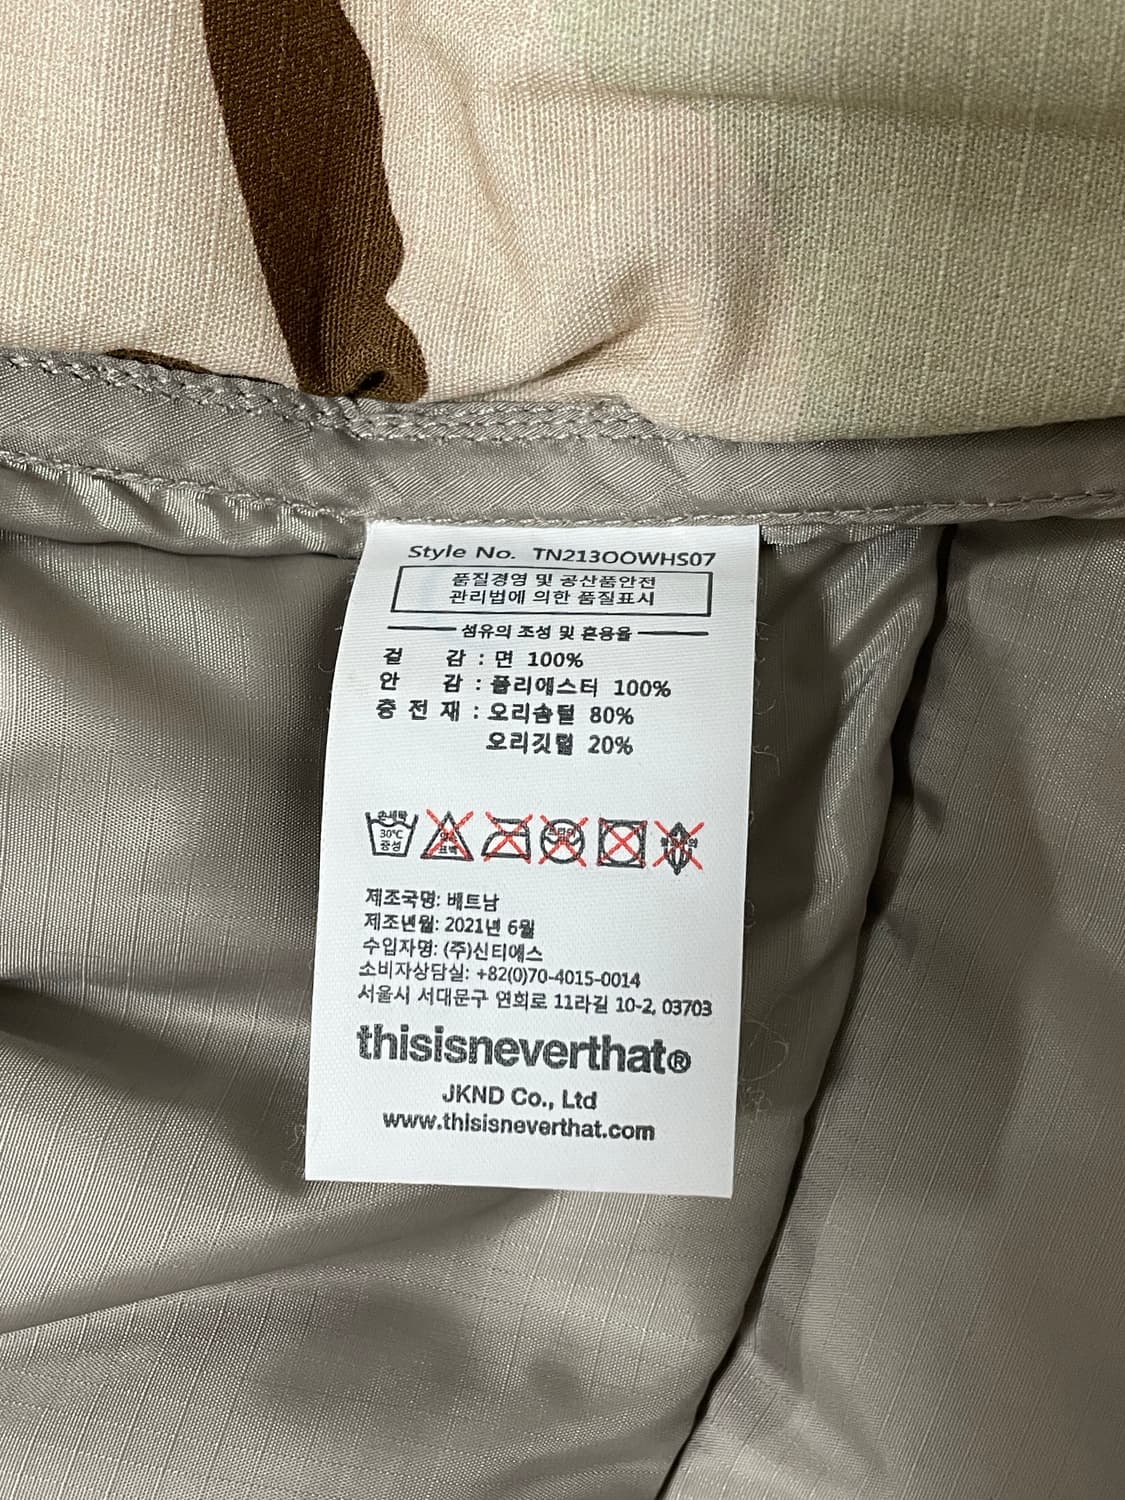 Style No. TN213OOWHS07
품질경영 및 공산품안전
관리법에 의한 품질표시
섬유의 조성 및 혼용율
겉 감 : 면 100%
안 감 : 폴리에스터 100%
충 전 재 : 오리솜털 80%
오리깃털 20%
손세탁
30℃
중성
제조국명: 베트남
제조년월: 2021년 6월
수입자명: (주)신티에스
소비자상담실: +82(0)70-4015-0014
서울시 서대문구 연희로 11라길 10-2, 03703
thisisneverthat®
JKND Co., Ltd
www.thisisneverthat.com